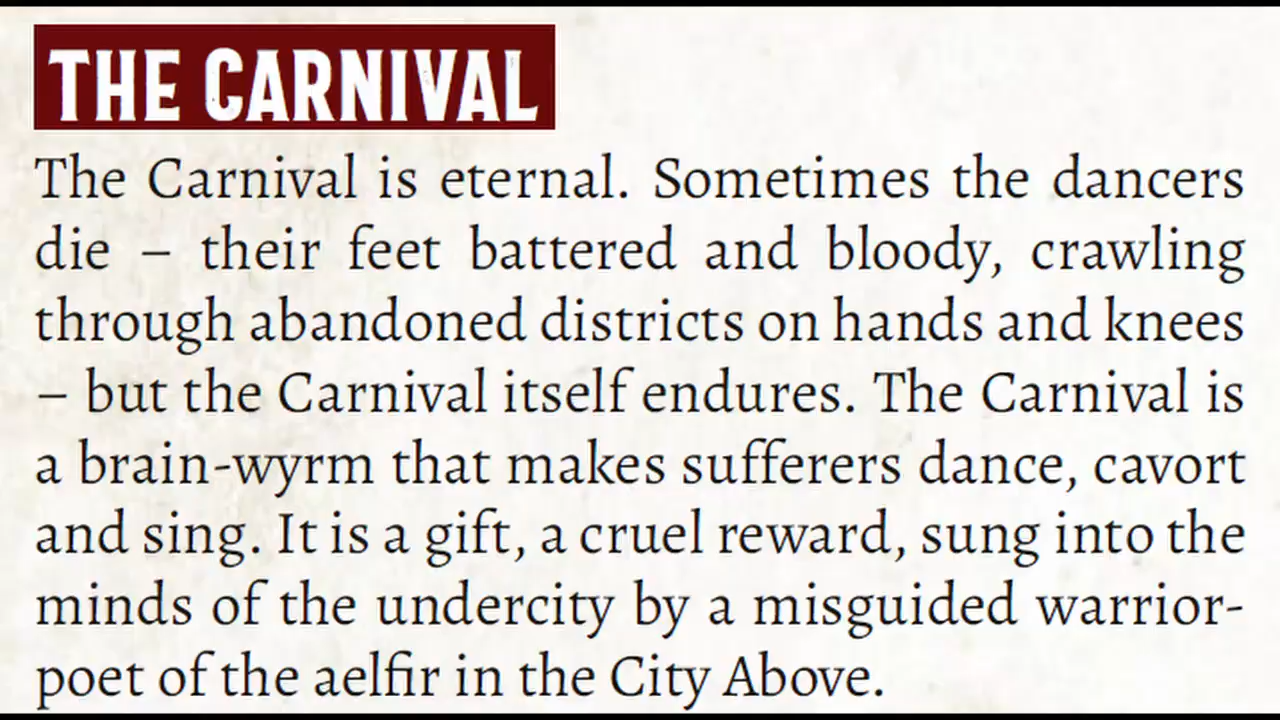 THE CARNIVAL
The Carnival is eternal. Sometimes the dancers
die – their feet battered and bloody, crawling
through abandoned districts on hands and knees
– but the Carnival itself endures. The Carnival is
a brain-wyrm that makes sufferers dance, cavort
and sing. It is a gift, a cruel reward, sung into the
minds of the undercity by a misguided warrior-
poet of the aelfir in the City Above.